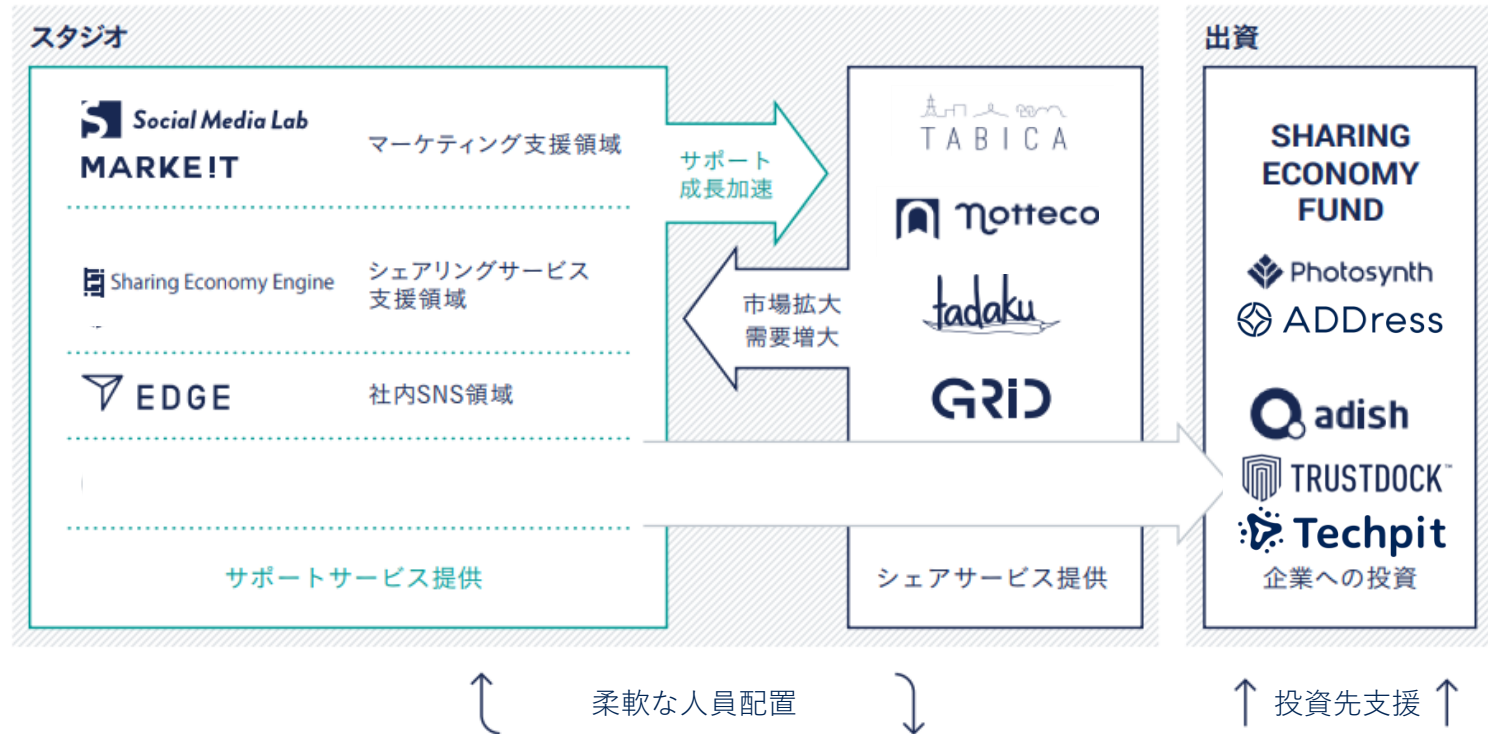 スタジオ
Social Media Lab
MARKE!T
マーケティング支援領域
Sharing Economy Engine
シェアリングサービス
支援領域
EDGE
社内SNS領域
サポートサービス提供
サポート
成長加速
市場拡大
需要増大
TABICA
notteco
tadaku
GRiD
シェアサービス提供
出資
SHARING
ECONOMY
FUND
Photosynth
ADDress
adish
TRUSTDOCK™
Techpit
企業への投資
柔軟な人員配置
投資先支援